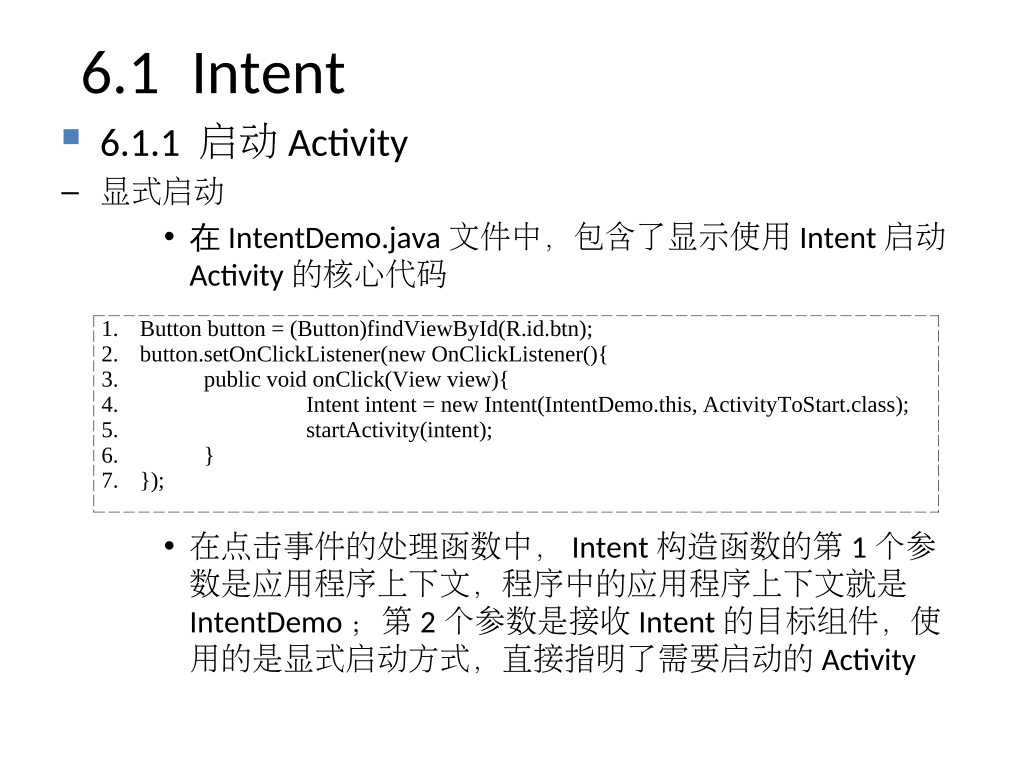 6.1 Intent
6.1.1 启动 Activity
– 显式启动
• 在 IntentDemo.java 文件中，包含了显示使用 Intent 启动
Activity 的核心代码
1. Button button = (Button)findViewById(R.id.btn);
2. button.setOnClickListener(new OnClickListener(){
3. public void onClick(View view){
4. Intent intent = new Intent(IntentDemo.this, ActivityToStart.class);
5. startActivity(intent);
6. }
7. });
• 在点击事件的处理函数中， Intent 构造函数的第 1 个参
数是应用程序上下文，程序中的应用程序上下文就是
IntentDemo ；第 2 个参数是接收 Intent 的目标组件，使
用的是显式启动方式，直接指明了需要启动的 Activity